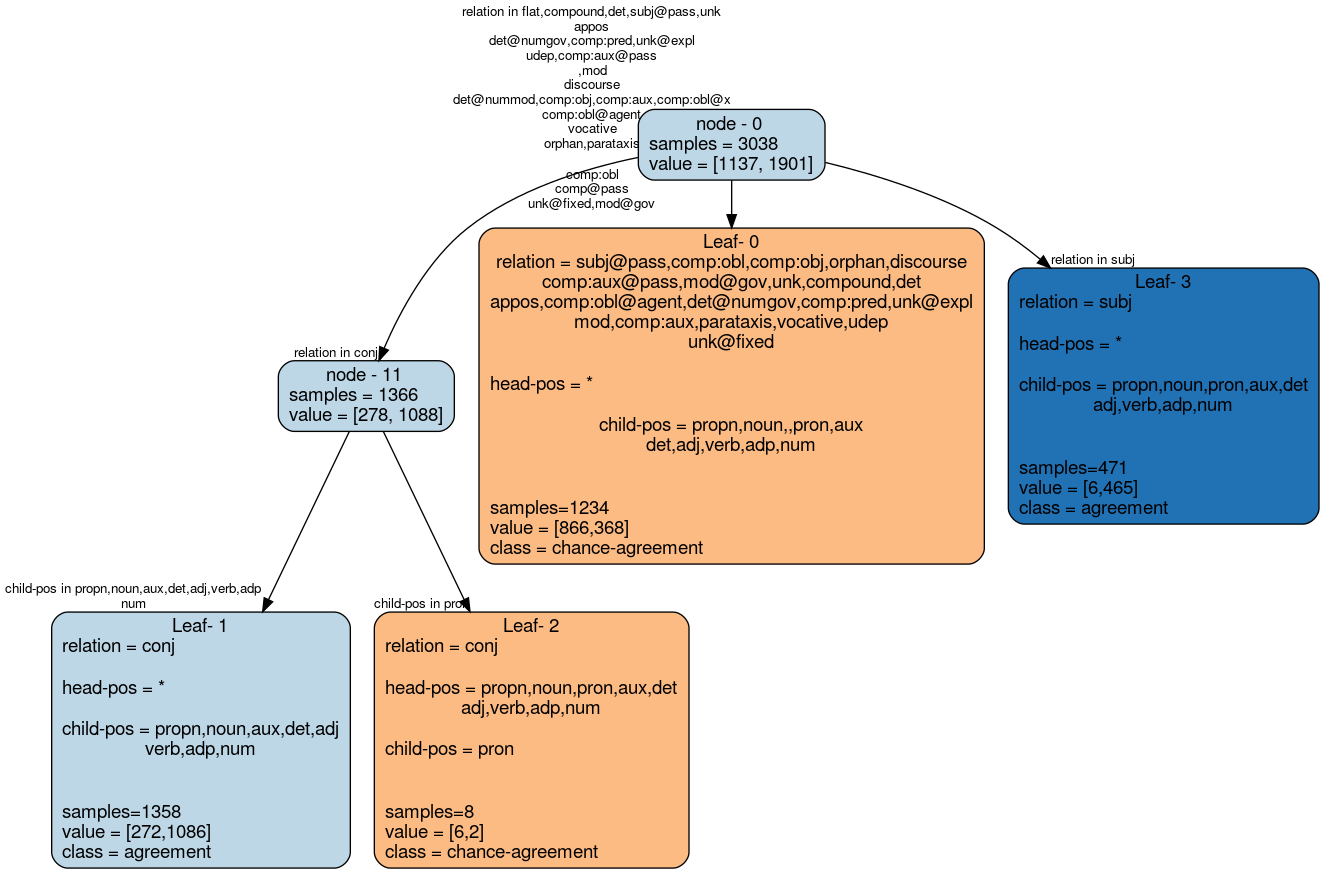 relation in flat,compound,det,subj@pass,unk
appos
det@numgov,comp:pred,unk@expl
udep,comp:aux@pass
,mod
discourse
det@nummod,comp:obj,comp:aux,comp:obl@x
comp:obl@agent
vocative
orphan,parataxis
comp:obl
comp@pass
unk@fixed,mod@gov
node - 0
samples = 3038
value = [1137, 1901]
relation in conj
node - 11
samples = 1366
value = [278, 1088]
Leaf- 0
relation = subj@pass,comp:obl,comp:obj,orphan,discourse
comp:aux@pass,mod@gov,unk,compound,det
appos,comp:obl@agent,det@numgov,comp:pred,unk@expl
mod,comp:aux,parataxis,vocative,udep
unk@fixed
head-pos = *
child-pos = propn,noun,,pron,aux
det,adj,verb,adp,num
samples=1234
value = [866,368]
class = chance-agreement
relation in subj
Leaf- 3
relation = subj
head-pos = *
child-pos = propn,noun,pron,aux,det
adj,verb,adp,num
samples=471
value = [6,465]
class = agreement
child-pos in propn,noun,aux,det,adj,verb,adp
num
Leaf- 1
relation = conj
head-pos = *
child-pos = propn,noun,aux,det,adj
verb,adp,num
samples=1358
value = [272,1086]
class = agreement
child-pos in pron
Leaf- 2
relation = conj
head-pos = propn,noun,pron,aux,det
adj,verb,adp,num
child-pos = pron
samples=8
value = [6,2]
class = chance-agreement